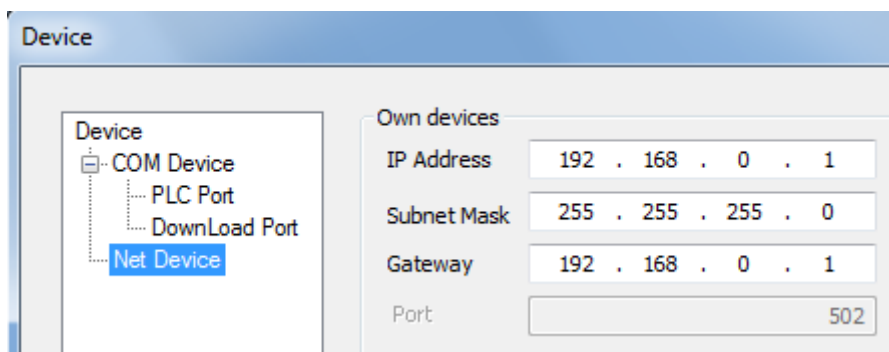 Device
Device
COM Device
PLC Port
DownLoad Port
Net Device
Own devices
IP Address 192 . 168 . 0 . 1
Subnet Mask 255 . 255 . 255 . 0
Gateway 192 . 168 . 0 . 1
Port 502